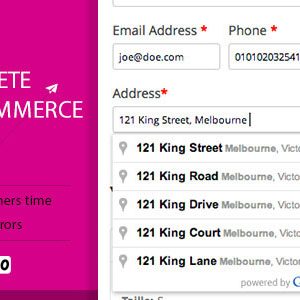 ETE
MMERCE
ers time
rors
Email Address *
Phone *
joe@doe.com
010102032541
Address*
121 King Street, Melbourne
121 King Street Melbourne, Victo
121 King Road Melbourne, Victo
121 King Drive Melbourne, Victo
121 King Court Melbourne, Victo
121 King Lane Melbourne, Victo
powered by G